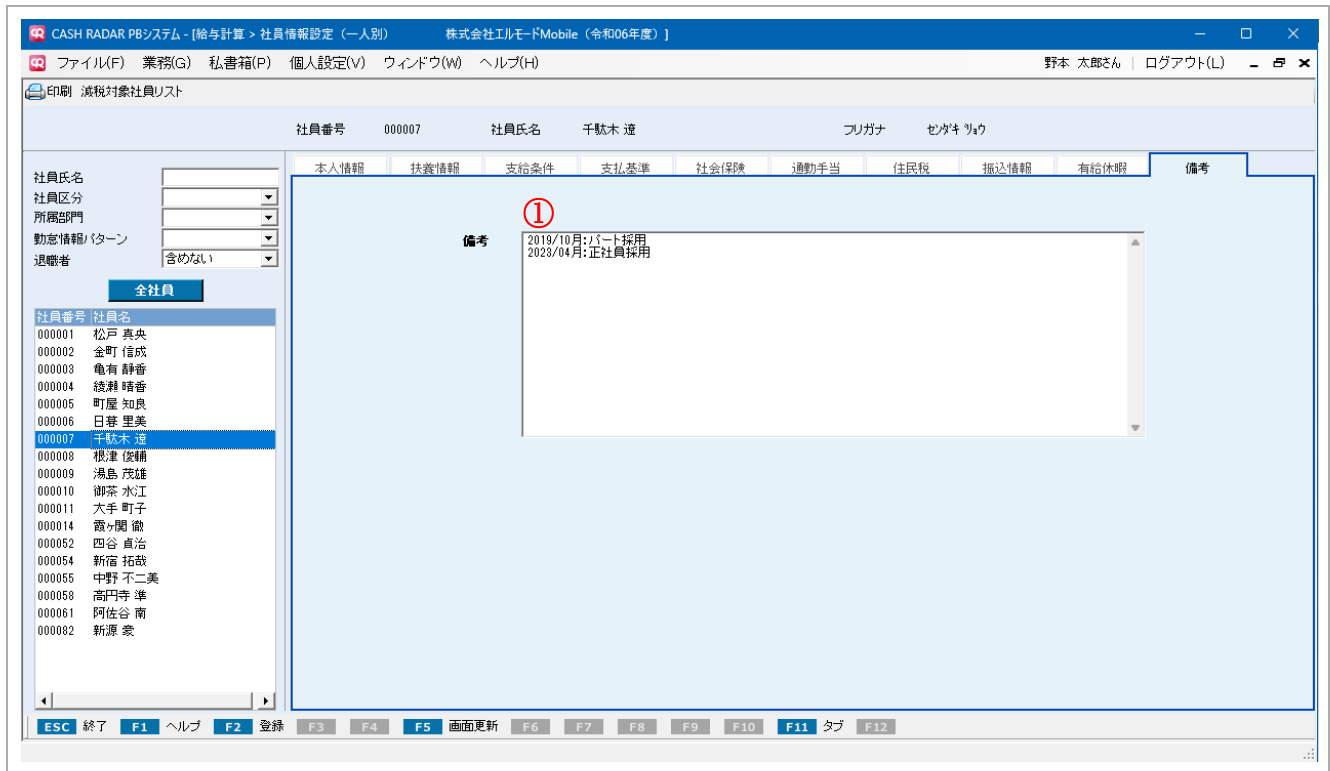 CASH RADAR PBシステム - [給与計算 > 社員情報設定（一人別） 株式会社エルモードMobile（令和06年度）]
ファイル(F) 業務(G) 私書箱(P) 個人設定(V) ウィンドウ(W) ヘルプ(H) 野本 太郎さん | ログアウト(L)
印刷 減税対象社員リスト
社員番号 000007 社員氏名 千駄木 遼 フリガナ センダキ リョウ
本人情報 扶養情報 支給条件 支払基準 社会保険 通勤手当 住民税 振込情報 有給休暇 備考
社員氏名
社員区分
所属部門
勤怠情報パターン
退職者 含めない
全社員
社員番号 社員名
000001 松戸 真央
000002 金町 信成
000003 亀有 静香
000004 綾瀬 晴香
000005 町屋 知良
000006 日暮 里美
000007 千駄木 遼
000008 根津 俊輔
000009 湯島 茂雄
000010 御茶 水江
000011 大手 町子
000014 霞ヶ関 徹
000052 四谷 貞治
000054 新宿 拓哉
000055 中野 不二美
000058 高円寺 準
000061 阿佐谷 南
000082 新源 豪
①
備考
2019/10月:パート採用
2023/04月:正社員採用
ESC 終了 F1 ヘルプ F2 登録 F3 F4 F5 画面更新 F6 F7 F8 F9 F10 F11 タブ F12